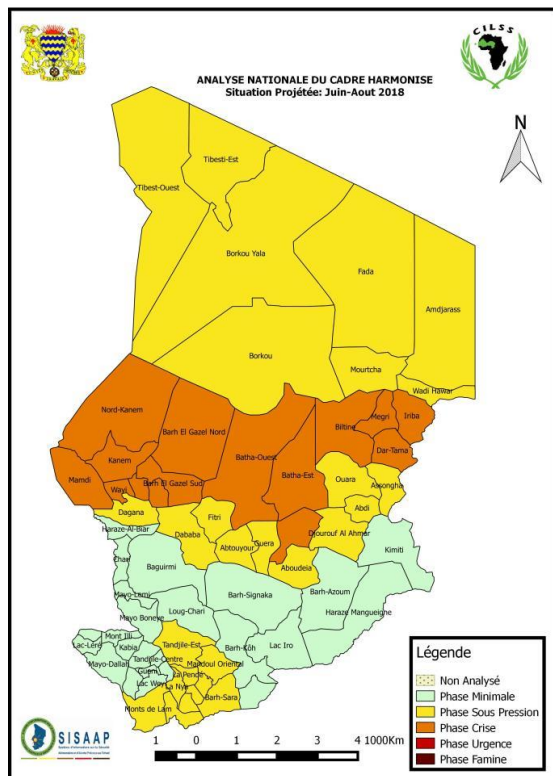 CILSS
ANALYSE NATIONALE DU CADRE HARMONISE
Situation Projetée: Juin-Aout 2018
N
Tibesti-Est
Tibest-Ouest
Borkou Yala
Fada
Amdjarass
Borkou
Mourtcha
Wadi Hawar
Nord-Kanem
Barh El Gazel Nord
Megri
Iriba
Biltine
Batha-Ouest
Dar-Tama
Kanem
Batha-Est
Mamdi
Wayi
Barh El Gazel Sud
Ouara
Assongha
Dagana
Fitri
Abdi
Haraze-Al-Biar
Dababa
Abtouyour
Guera
Djourouf Al Ahmar
Kimiti
Chari
Baguirmi
Aboudeia
Mayo-Lemi
Barh-Signaka
Barh-Azoum
Mayo Boneye
Loug-Chari
Haraze Mangueigne
Mont Illi
Tandjile-Est
Lac-Léré
Kabia
Barh-Kôh
Lac Iro
Mayo-Dallah
Tandjile-Centre
Mandoul Oriental
Gueni
La Pende
Lac Wey
La Nya
Barh-Sara
Monts de Lam
Légende
Non Analysé
Phase Minimale
Phase Sous Pression
Phase Crise
Phase Urgence
Phase Famine
SISAAP
1 0 1 2 3 4 1000Km